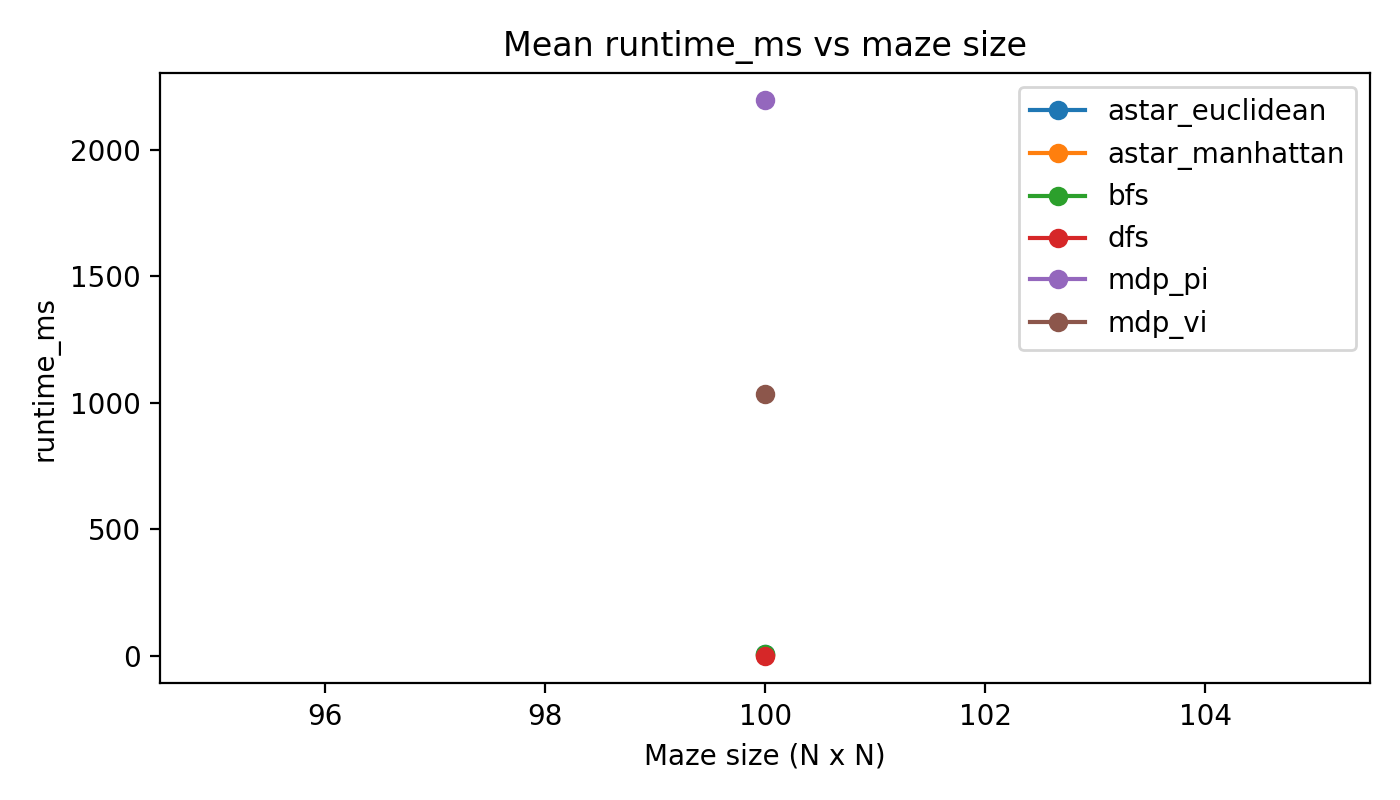 Mean runtime_ms vs maze size
astar_euclidean
astar_manhattan
bfs
dfs
mdp_pi
mdp_vi
runtime_ms
2000
1500
1000
500
0
96
98
100
102
104
Maze size (N x N)